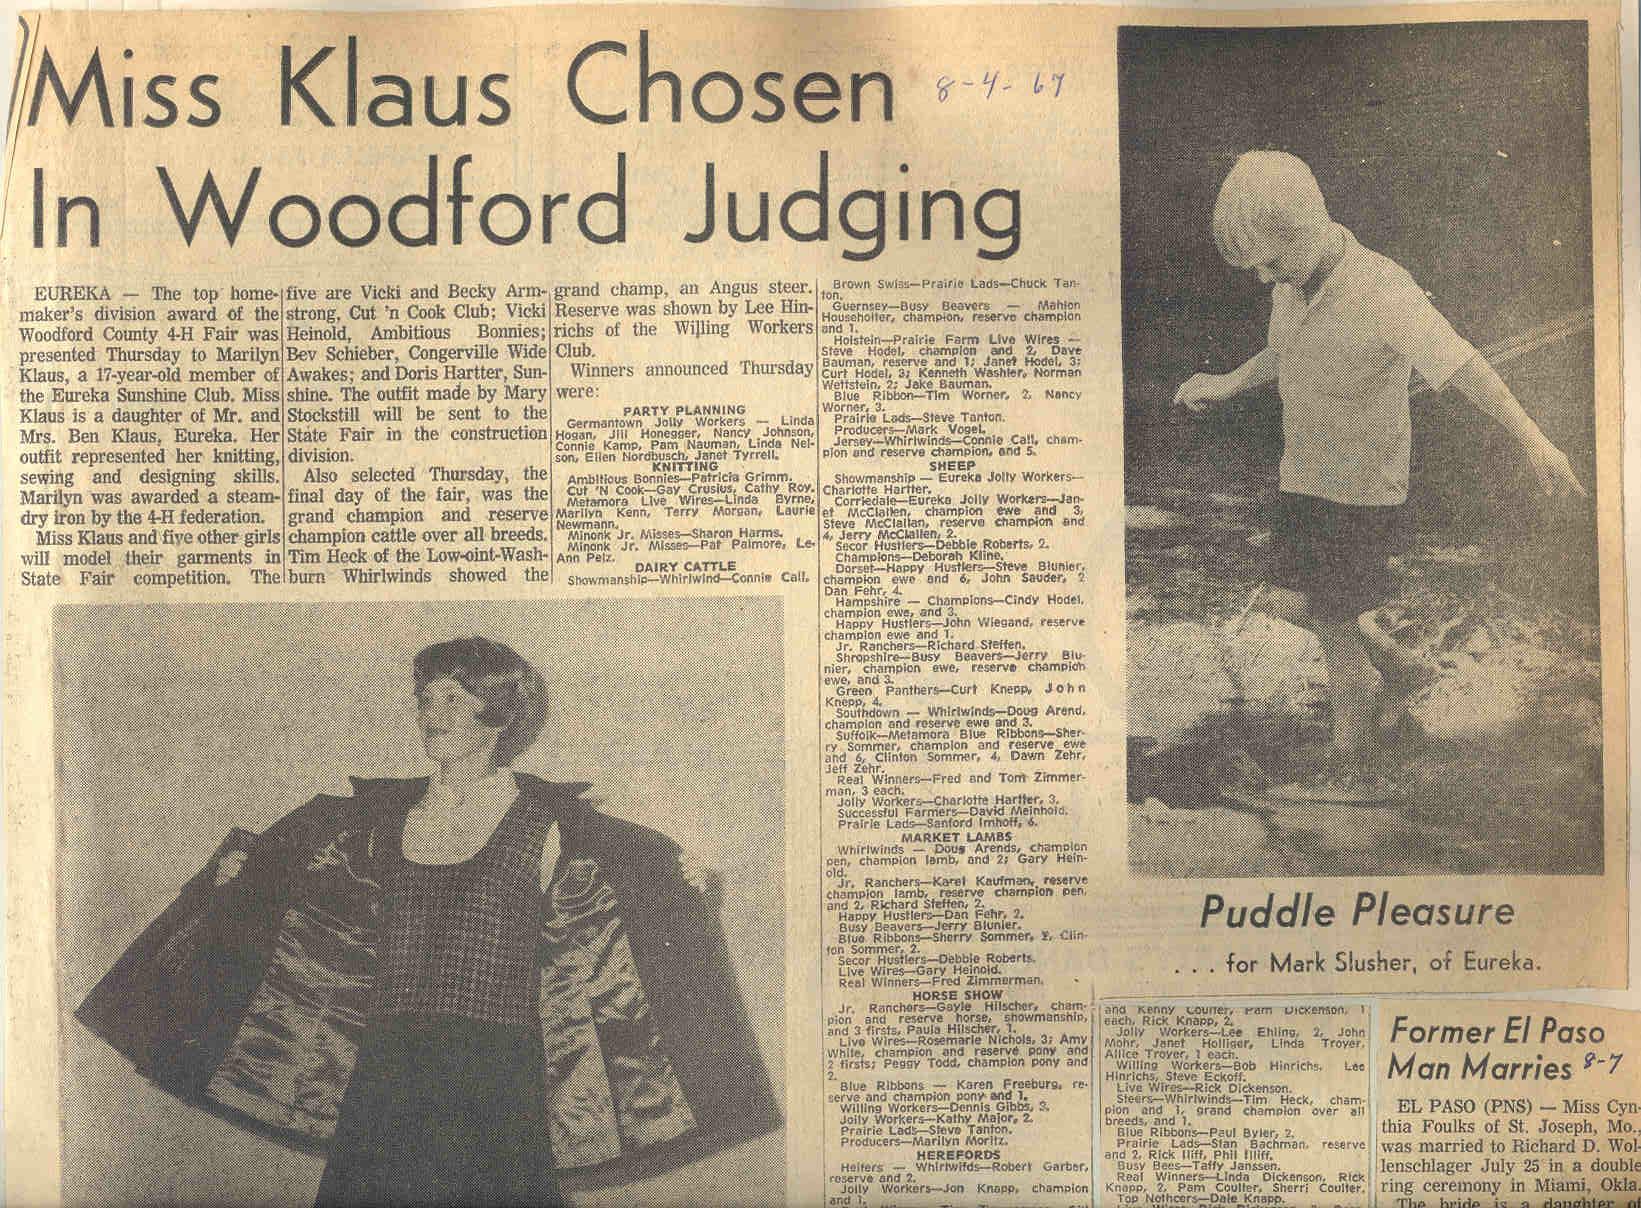 Miss Klaus Chosen
8-4-67
In Woodford Judging
EUREKA — The top home-
maker's division award of the
Woodford County 4-H Fair was
presented Thursday to Marilyn
Klaus, a 17-year-old member of
the Eureka Sunshine Club. Miss
Klaus is a daughter of Mr. and
Mrs. Ben Klaus, Eureka. Her
outfit represented her knitting,
sewing and designing skills.
Marilyn was awarded a steam-
dry iron by the 4-H federation.
Miss Klaus and five other girls
will model their garments in
State Fair competition. The
five are Vicki and Becky Arm-
strong, Cut 'n Cook Club; Vicki
Heinold, Ambitious Bonnies;
Bev Schieber, Congerville Wide
Awakes; and Doris Hartter, Sun-
shine. The outfit made by Mary
Stockstill will be sent to the
State Fair in the construction
division.
Also selected Thursday, the
final day of the fair, was the
grand champion and reserve
champion cattle over all breeds.
Tim Heck of the Low-oint-Wash-
burn Whirlwinds showed the
grand champ, an Angus steer.
Reserve was shown by Lee Hin-
richs of the Willing Workers
Club.
Winners announced Thursday
were:
PARTY PLANNING
Germantown Jolly Workers — Linda
Hogan, Jill Honegger, Nancy Johnson,
Connie Kamp, Pam Nauman, Linda Nel-
son, Ellen Nordbusch, Janet Tyrrell.
KNITTING
Ambitious Bonnies—Patricia Grimm.
Cut 'N Cook—Gay Crusius, Cathy Roy.
Metamora Live Wires—Linda Byrne,
Marilyn Kenn, Terry Morgan, Laurie
Newmann.
Minonk Jr. Misses—Sharon Harms.
Minonk Jr. Misses—Pat Palmore, Le-
Ann Pelz.
DAIRY CATTLE
Showmanship—Whirlwind—Connie Call.
Brown Swiss—Prairie Lads—Chuck Tan-
ton.
Guernsey—Busy Beavers — Mahlon
Householter, champion, reserve champion
and 1.
Holstein—Prairie Farm Live Wires —
Steve Hodel, champion and 2, Dave
Bauman, reserve and 1; Janet Hodel, 3;
Curt Hodel, 3; Kenneth Washler, Norman
Wettstein, 2; Jake Bauman.
Blue Ribbon—Tim Worner, 2, Nancy
Worner, 3.
Prairie Lads—Steve Tanton.
Producers—Mark Vogel.
Jersey—Whirlwinds—Connie Call, cham-
pion and reserve champion, and 5.
SHEEP
Showmanship — Eureka Jolly Workers—
Charlotte Hartter.
Corriedale—Eureka Jolly Workers—Jan-
et McClallen, champion ewe and 3,
Steve McClallan, reserve champion and
4, Jerry McClallen, 2.
Secor Hustlers—Debbie Roberts, 2.
Champions—Deborah Kline.
Dorset—Happy Hustlers—Steve Blunier,
champion ewe and 6, John Sauder, 2
Dan Fehr, 4.
Hampshire — Champions—Cindy Hodel,
champion ewe, and 3.
Happy Hustlers—John Wiegand, reserve
champion ewe and 1.
Jr. Ranchers—Richard Steffen.
Shropshire—Busy Beavers—Jerry Blu-
nier, champion ewe, reserve champion
ewe, and 3.
Green Panthers—Curt Knepp, John
Knepp, 4.
Southdown — Whirlwinds—Doug Arend,
champion and reserve ewe and 3.
Suffolk—Metamora Blue Ribbons—Sher-
ry Sommer, champion and reserve ewe
and 6, Clinton Sommer, 4, Dawn Zehr,
Jeff Zehr.
Real Winners—Fred and Tom Zimmer-
man, 3 each.
Jolly Workers—Charlotte Hartter, 3.
Successful Farmers—David Meinhold.
Prairie Lads—Sanford Imhoff, 6.
MARKET LAMBS
Whirlwinds — Doug Arends, champion
pen, champion lamb, and 2; Gary Hein-
old.
Jr. Ranchers—Karel Kaufman, reserve
champion lamb, reserve champion pen,
and 2, Richard Steffen, 2.
Happy Hustlers—Dan Fehr, 2.
Busy Beavers—Jerry Blunier.
Blue Ribbons—Sherry Sommer, Clin-
ton Sommer, 2.
Secor Hustlers—Debbie Roberts.
Live Wires—Gary Heinold.
Real Winners—Fred Zimmerman.
HORSE SHOW
Jr. Ranchers—Gayle Hilscher, cham-
pion and reserve horse, showmanship,
and 3 firsts, Paula Hilscher, 1.
Live Wires—Rosemarie Nichols, 3; Amy
White, champion and reserve pony and
2 firsts; Peggy Todd, champion pony and
2.
Blue Ribbons — Karen Freeburg, re-
serve and champion pony and 1.
Willing Workers—Dennis Gibbs, 3.
Jolly Workers—Kathy Major, 2.
Prairie Lads—Steve Tanton.
Producers—Marilyn Moritz.
HEREFORDS
Heifers — Whirlwifds—Robert Garber,
reserve and 2.
Jolly Workers—Jon Knapp, champion
and 1.
Puddle Pleasure
. . . for Mark Slusher, of Eureka.
and Kenny Coulter, Pam Dickenson, 1
each, Rick Knapp, 2.
Jolly Workers—Lee Ehling, 2, John
Mohr, Janet Holliger, Linda Troyer,
Alice Troyer, 1 each.
Willing Workers—Bob Hinrichs, Lee
Hinrichs, Steve Eckoff.
Live Wires—Rick Dickenson.
Steers—Whirlwinds—Tim Heck, cham-
pion and 1, grand champion over all
breeds, and 1.
Blue Ribbons—Paul Byler, 2.
Prairie Lads—Stan Bachman, reserve
and 2, Rick Iliff, Phil Illiff.
Busy Bees—Taffy Janssen.
Real Winners—Linda Dickenson, Rick
Knapp, 2, Pam Coulter, Sherri Coulter.
Top Nothcers—Dale Knapp.
Former El Paso
Man Marries
8-7
EL PASO (PNS) — Miss Cyn-
thia Foulks of St. Joseph, Mo.,
was married to Richard D. Wol-
lenschlager July 25 in a double
ring ceremony in Miami, Okla.
The bride is a daughter of